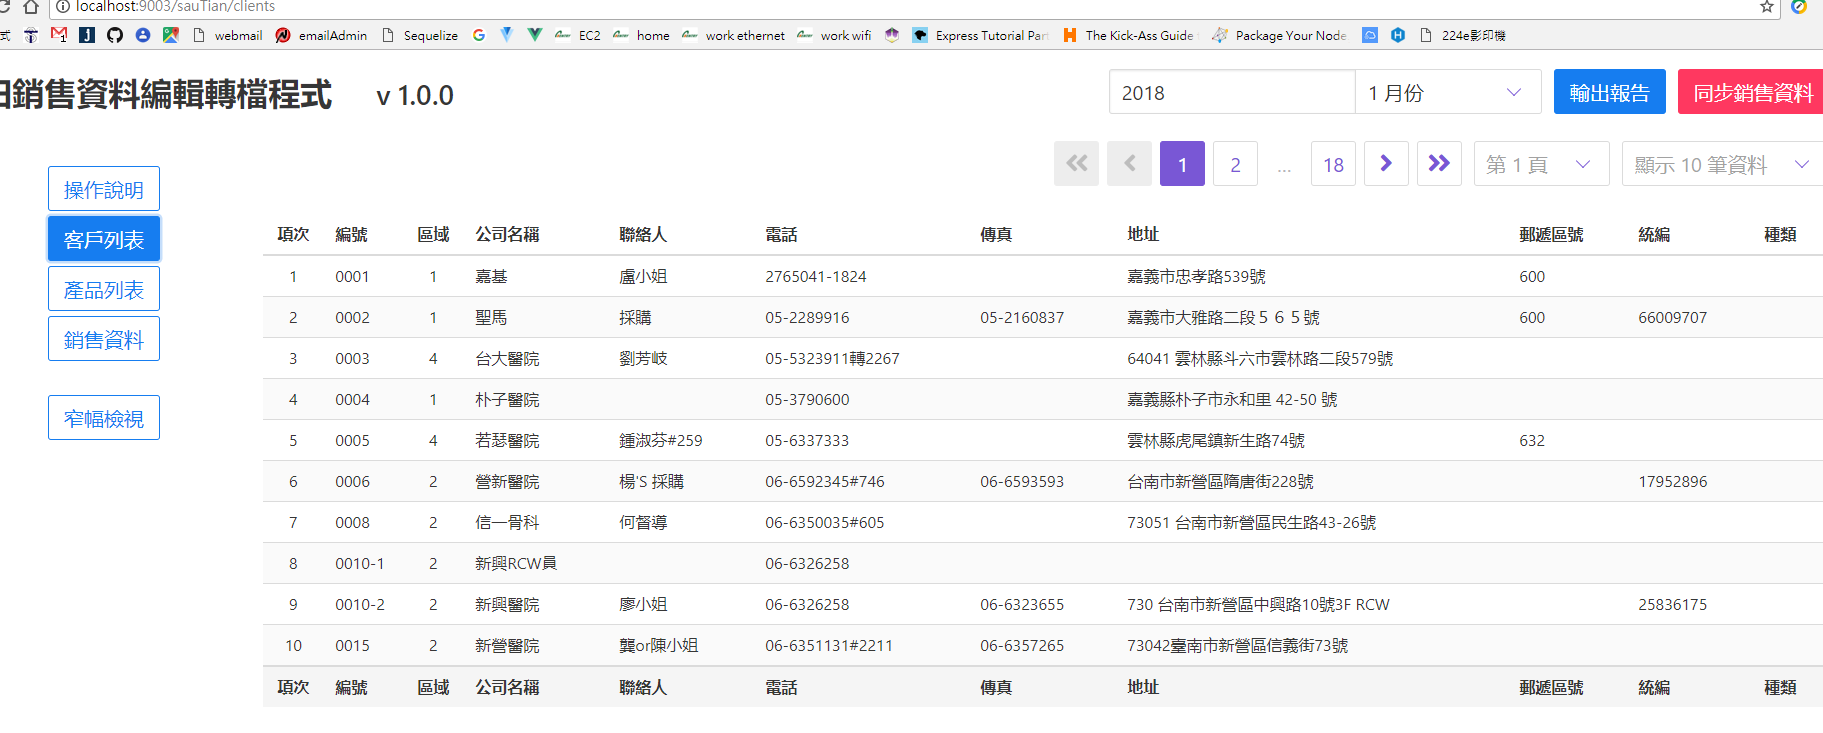 localhost:9003/sauTian/clients
式 webmail emailAdmin Sequelize EC2 home work ethernet work wifi Express Tutorial Part The Kick-Ass Guide Package Your Node 224e影印機
銷售資料編輯轉檔程式 v 1.0.0
2018 1 月份 輸出報告 同步銷售資料
1 2 ... 18 第 1 頁 顯示 10 筆資料
操作說明
客戶列表
產品列表
銷售資料
窄幅檢視
項次 編號 區域 公司名稱 聯絡人 電話 傳真 地址 郵遞區號 統編 種類
1 0001 1 嘉基 盧小姐 2765041-1824 嘉義市忠孝路539號 600
2 0002 1 聖馬 採購 05-2289916 05-2160837 嘉義市大雅路二段５６５號 600 66009707
3 0003 4 台大醫院 劉芳岐 05-5323911轉2267 64041 雲林縣斗六市雲林路二段579號
4 0004 1 朴子醫院 05-3790600 嘉義縣朴子市永和里 42-50 號
5 0005 4 若瑟醫院 鍾淑芬#259 05-6337333 雲林縣虎尾鎮新生路74號 632
6 0006 2 營新醫院 楊'S 採購 06-6592345#746 06-6593593 台南市新營區隋唐街228號 17952896
7 0008 2 信一骨科 何督導 06-6350035#605 73051 台南市新營區民生路43-26號
8 0010-1 2 新興RCW員 06-6326258
9 0010-2 2 新興醫院 廖小姐 06-6326258 06-6323655 730 台南市新營區中興路10號3F RCW 25836175
10 0015 2 新營醫院 龔or陳小姐 06-6351131#2211 06-6357265 73042臺南市新營區信義街73號
項次 編號 區域 公司名稱 聯絡人 電話 傳真 地址 郵遞區號 統編 種類